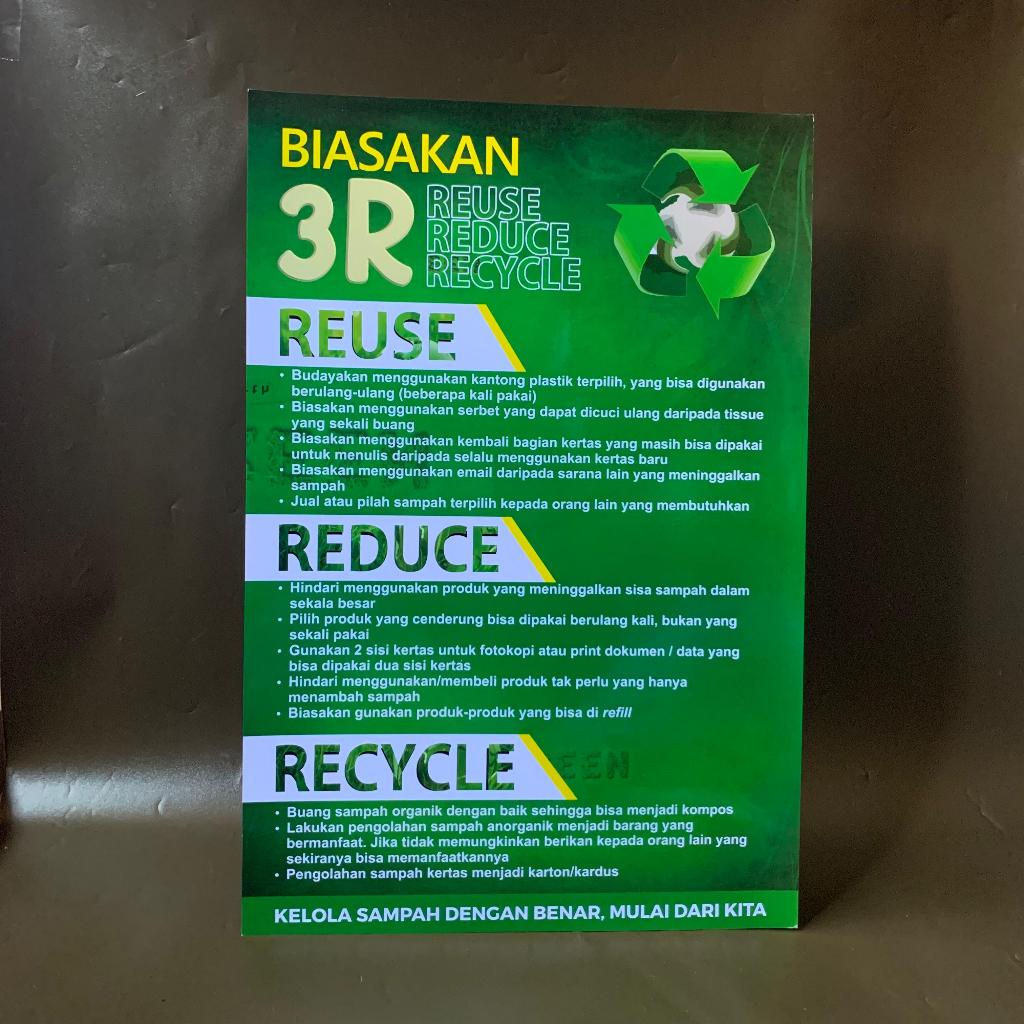 BIASAKAN
3R
REUSE
REDUCE
RECYCLE
REUSE
• Budayakan menggunakan kantong plastik terpilih, yang bisa digunakan
berulang-ulang (beberapa kali pakai)
• Biasakan menggunakan serbet yang dapat dicuci ulang daripada tissue
yang sekali buang
• Biasakan menggunakan kembali bagian kertas yang masih bisa dipakai
untuk menulis daripada selalu menggunakan kertas baru
• Biasakan menggunakan email daripada sarana lain yang meninggalkan
sampah
• Jual atau pilah sampah terpilih kepada orang lain yang membutuhkan
REDUCE
• Hindari menggunakan produk yang meninggalkan sisa sampah dalam
sekala besar
• Pilih produk yang cenderung bisa dipakai berulang kali, bukan yang
sekali pakai
• Gunakan 2 sisi kertas untuk fotokopi atau print dokumen / data yang
bisa dipakai dua sisi kertas
• Hindari menggunakan/membeli produk tak perlu yang hanya
menambah sampah
• Biasakan gunakan produk-produk yang bisa di refill
RECYCLE
• Buang sampah organik dengan baik sehingga bisa menjadi kompos
• Lakukan pengolahan sampah anorganik menjadi barang yang
bermanfaat. Jika tidak memungkinkan berikan kepada orang lain yang
sekiranya bisa memanfaatkannya
• Pengolahan sampah kertas menjadi karton/kardus
KELOLA SAMPAH DENGAN BENAR, MULAI DARI KITA